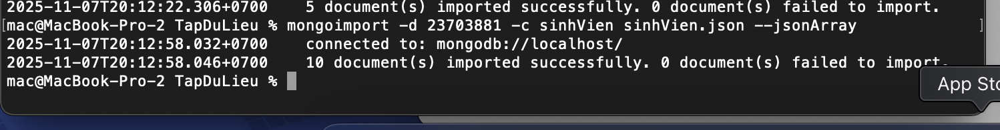 2025-11-07T20:12:22.306+0700    5 document(s) imported successfully. 0 document(s) failed to import.
[mac@MacBook-Pro-2 TapDuLieu % mongoimport -d 23703881 -c sinhVien sinhVien.json --jsonArray ]
2025-11-07T20:12:58.032+0700    connected to: mongodb://localhost/
2025-11-07T20:12:58.046+0700    10 document(s) imported successfully. 0 document(s) failed to import.
mac@MacBook-Pro-2 TapDuLieu %
App Sto